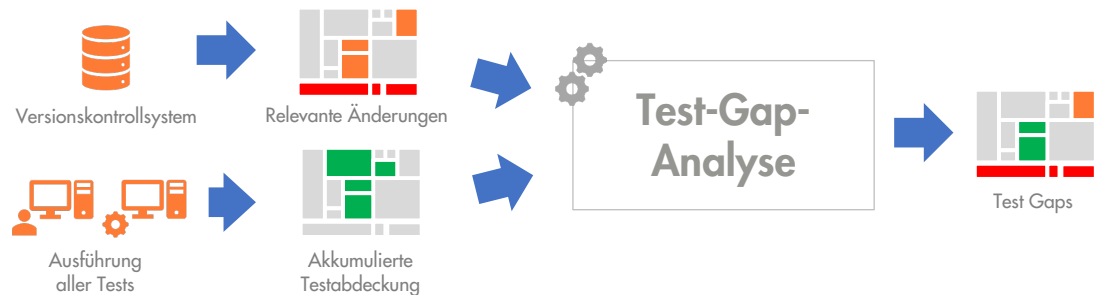 Versionskontrollsystem
Relevante Änderungen
Test-Gap-
Analyse
Test Gaps
Ausführung
aller Tests
Akkumulierte
Testabdeckung